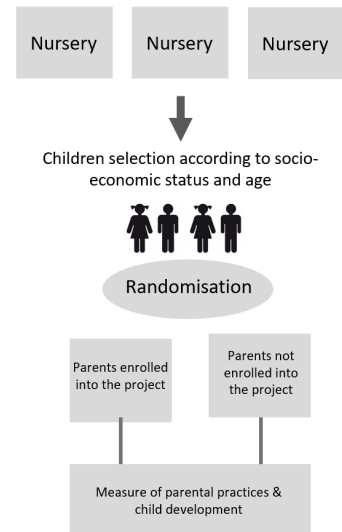 Nursery
Nursery
Nursery
Children selection according to socio-
economic status and age
Randomisation
Parents enrolled
into the project
Parents not
enrolled into
the project
Measure of parental practices &
child development